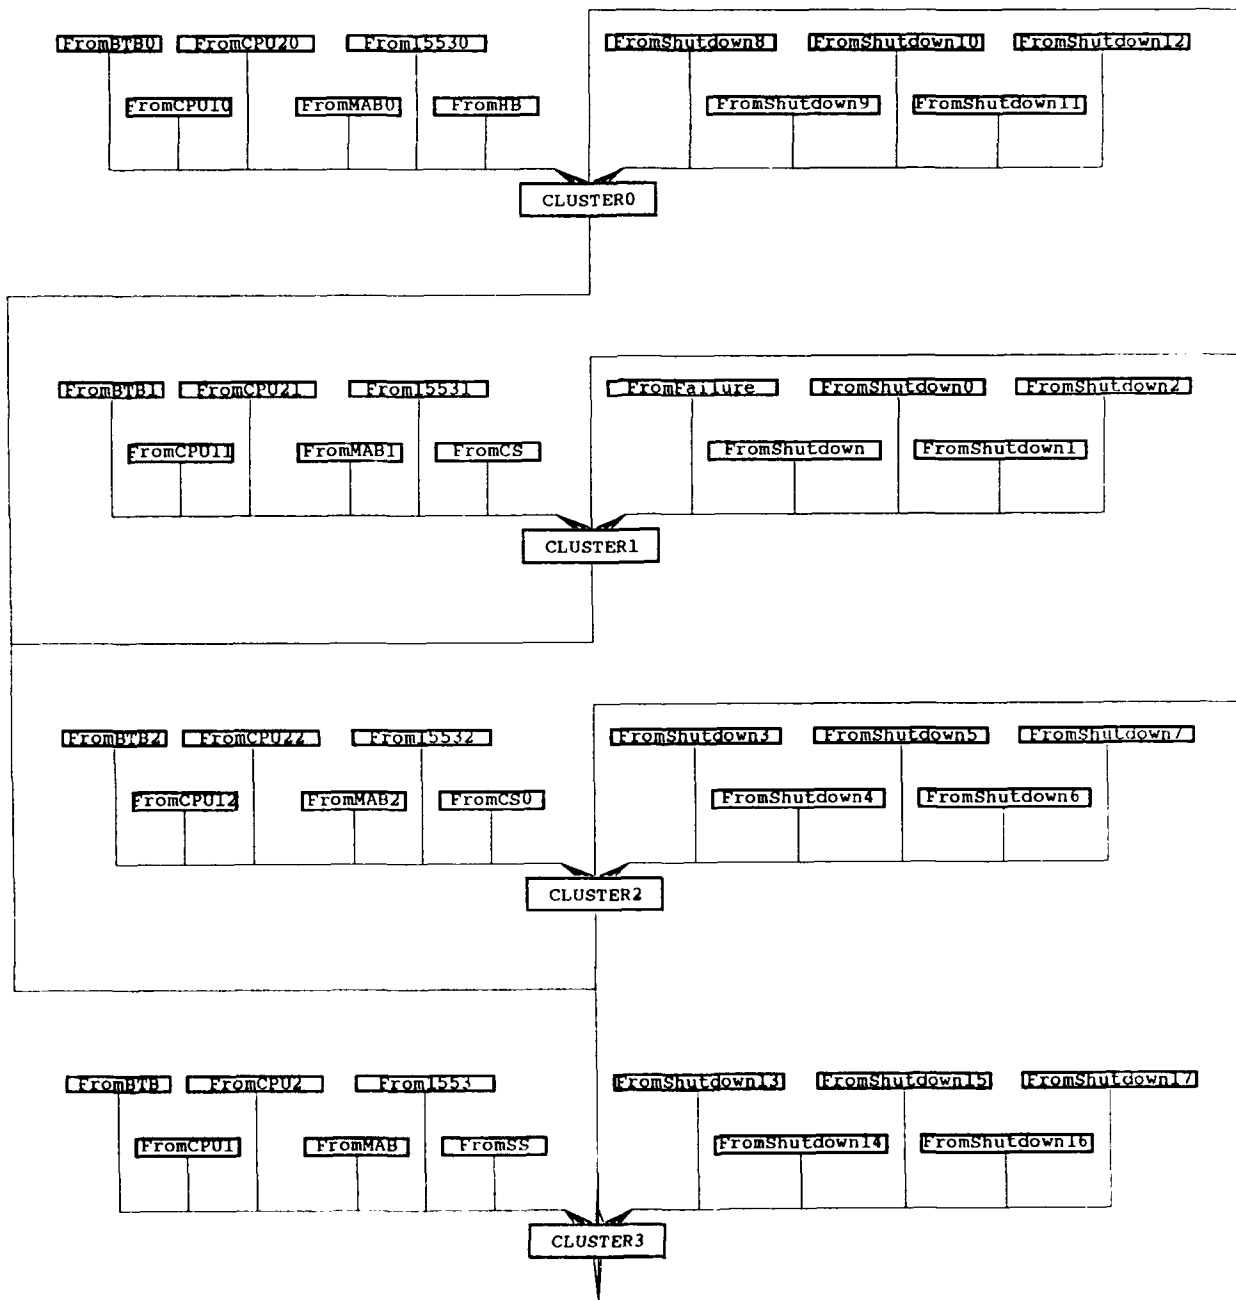 FromBTB0 FromCPU20 From15530 FromShutdown8 FromShutdown10 FromShutdown12
FromCPU10 FromMAB0 FromHB FromShutdown9 FromShutdown11
CLUSTER0
FromBTB1 FromCPU21 From15531 FromFailure FromShutdown0 FromShutdown2
FromCPU11 FromMAB1 FromCS FromShutdown FromShutdown1
CLUSTER1
FromBTB2 FromCPU22 From15532 FromShutdown3 FromShutdown5 FromShutdown7
FromCPU12 FromMAB2 FromCS0 FromShutdown4 FromShutdown6
CLUSTER2
FromBTB FromCPU2 From1553 FromShutdown13 FromShutdown15 FromShutdown17
FromCPU1 FromMAB FromSS FromShutdown14 FromShutdown16
CLUSTER3